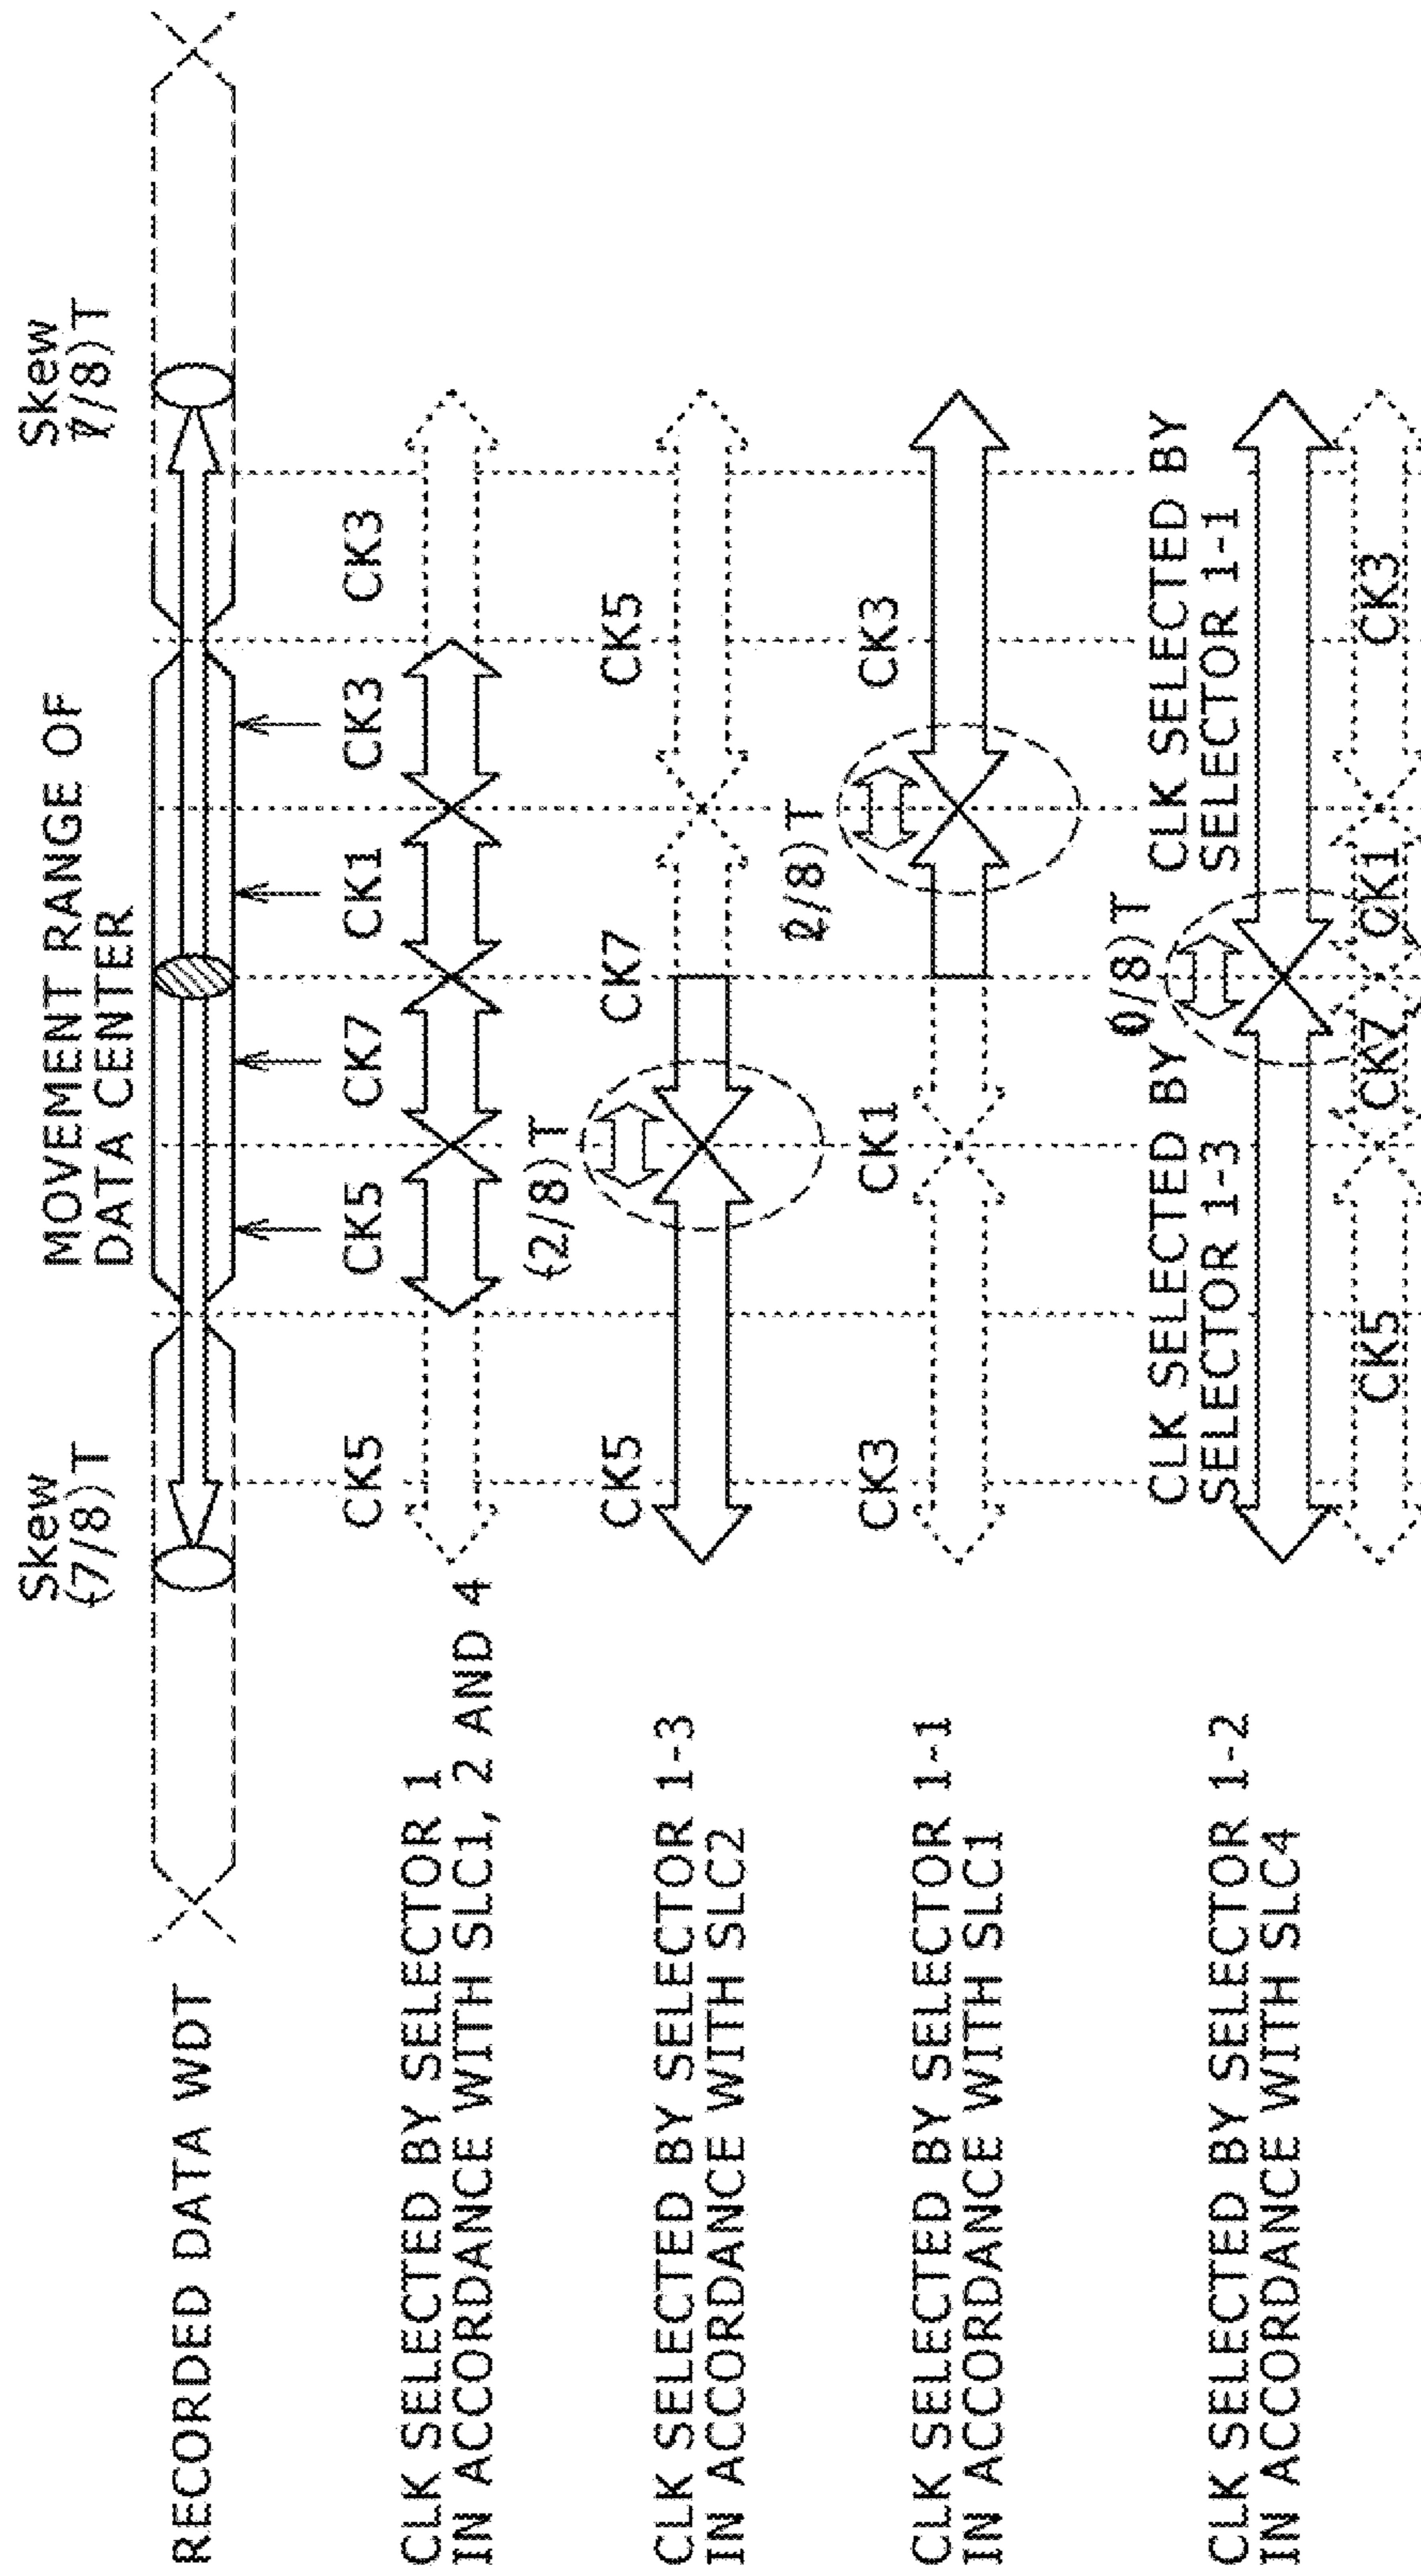 Skew
(7/8)T
MOVEMENT RANGE OF
DATA CENTER
Skew
7/8)T
RECORDED DATA WDT
CLK SELECTED BY SELECTOR 1
IN ACCORDANCE WITH SLC1, 2 AND 4
CK5
CK5
CK7
CK1
CK3
CK3
(2/8)T
CLK SELECTED BY SELECTOR 1-3
IN ACCORDANCE WITH SLC2
CK5
CK7
CK5
2/8)T
CLK SELECTED BY SELECTOR 1-1
IN ACCORDANCE WITH SLC1
CK3
CK1
CK3
0/8)T
CLK SELECTED BY SELECTOR 1-2
IN ACCORDANCE WITH SLC4
CLK SELECTED BY
SELECTOR 1-3
CLK SELECTED BY
SELECTOR 1-1
CK5
CK7
CK1
CK3